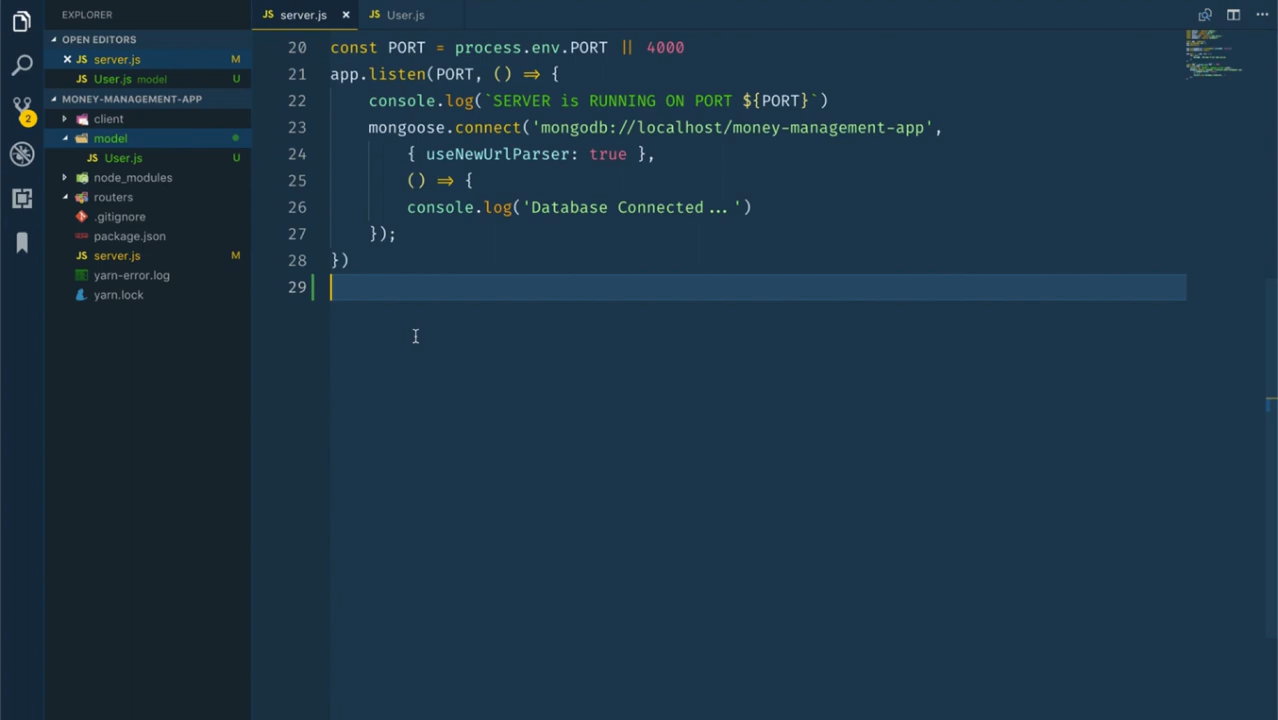 EXPLORER
OPEN EDITORS
JS server.js M
JS User.js model U
MONEY-MANAGEMENT-APP
client
model
JS User.js U
node_modules
routers
.gitignore
package.json
JS server.js M
yarn-error.log
yarn.lock
2
JS server.js
JS User.js
20 const PORT = process.env.PORT || 4000
21 app.listen(PORT, () => {
22 console.log(`SERVER is RUNNING ON PORT ${PORT}`)
23 mongoose.connect('mongodb://localhost/money-management-app',
24 { useNewUrlParser: true },
25 () => {
26 console.log('Database Connected...')
27 });
28 })
29